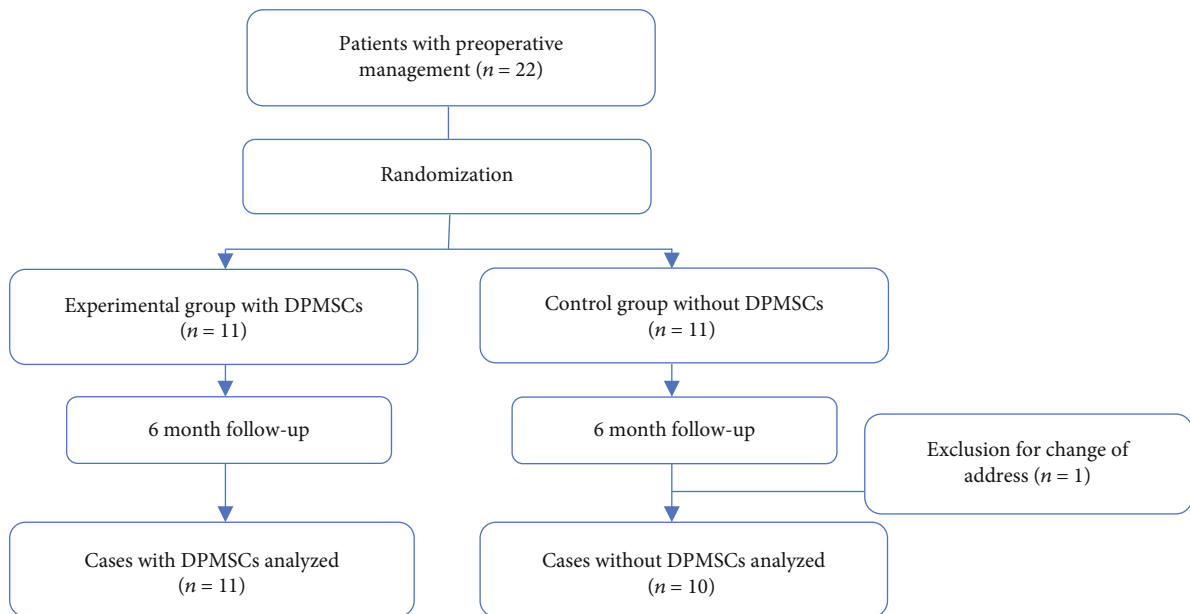 Patients with preoperative
management (n = 22)
Randomization
Experimental group with DPMSCs
(n = 11)
Control group without DPMSCs
(n = 11)
6 month follow-up
6 month follow-up
Exclusion for change of
address (n = 1)
Cases with DPMSCs analyzed
(n = 11)
Cases without DPMSCs analyzed
(n = 10)